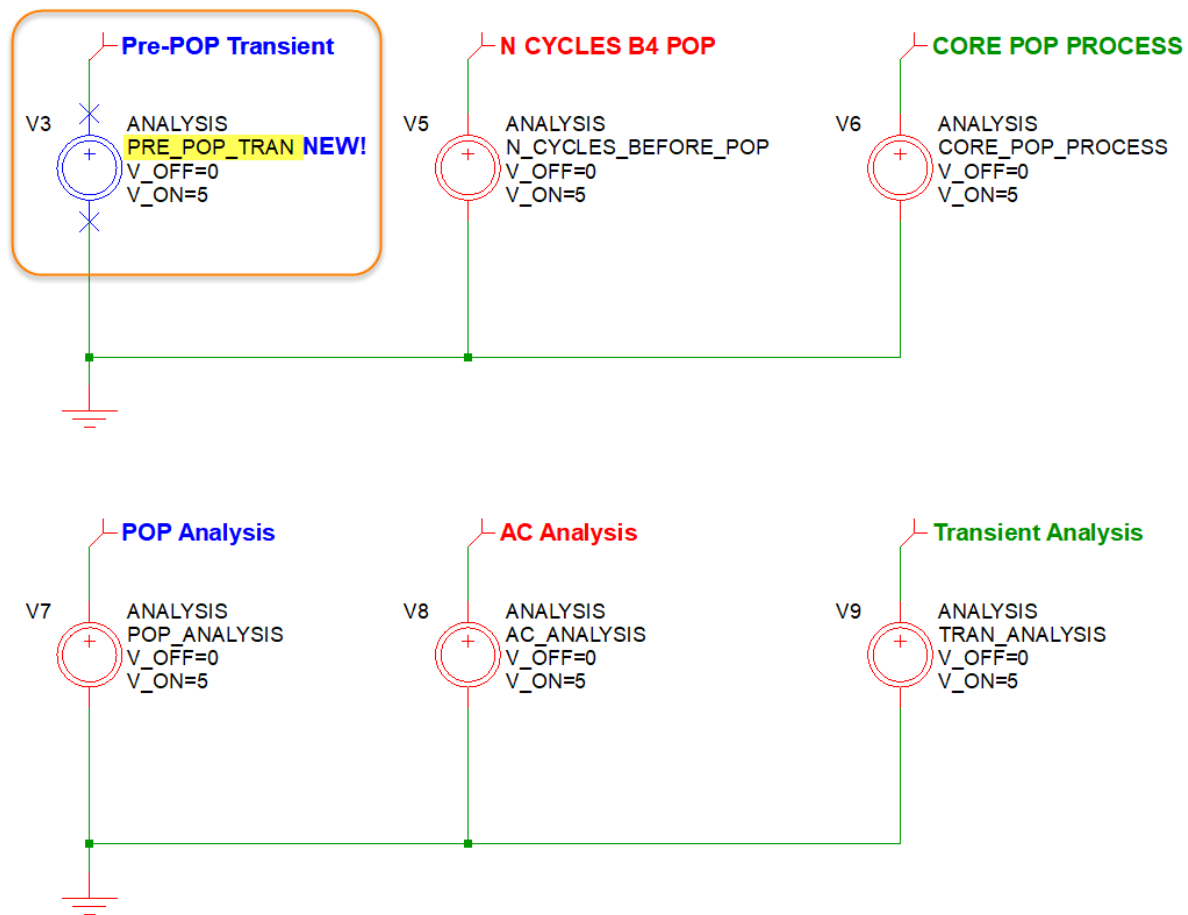 Pre-POP Transient
V3
ANALYSIS
PRE_POP_TRAN NEW!
V_OFF=0
V_ON=5
N CYCLES B4 POP
V5
ANALYSIS
N_CYCLES_BEFORE_POP
V_OFF=0
V_ON=5
CORE POP PROCESS
V6
ANALYSIS
CORE_POP_PROCESS
V_OFF=0
V_ON=5
POP Analysis
V7
ANALYSIS
POP_ANALYSIS
V_OFF=0
V_ON=5
AC Analysis
V8
ANALYSIS
AC_ANALYSIS
V_OFF=0
V_ON=5
Transient Analysis
V9
ANALYSIS
TRAN_ANALYSIS
V_OFF=0
V_ON=5